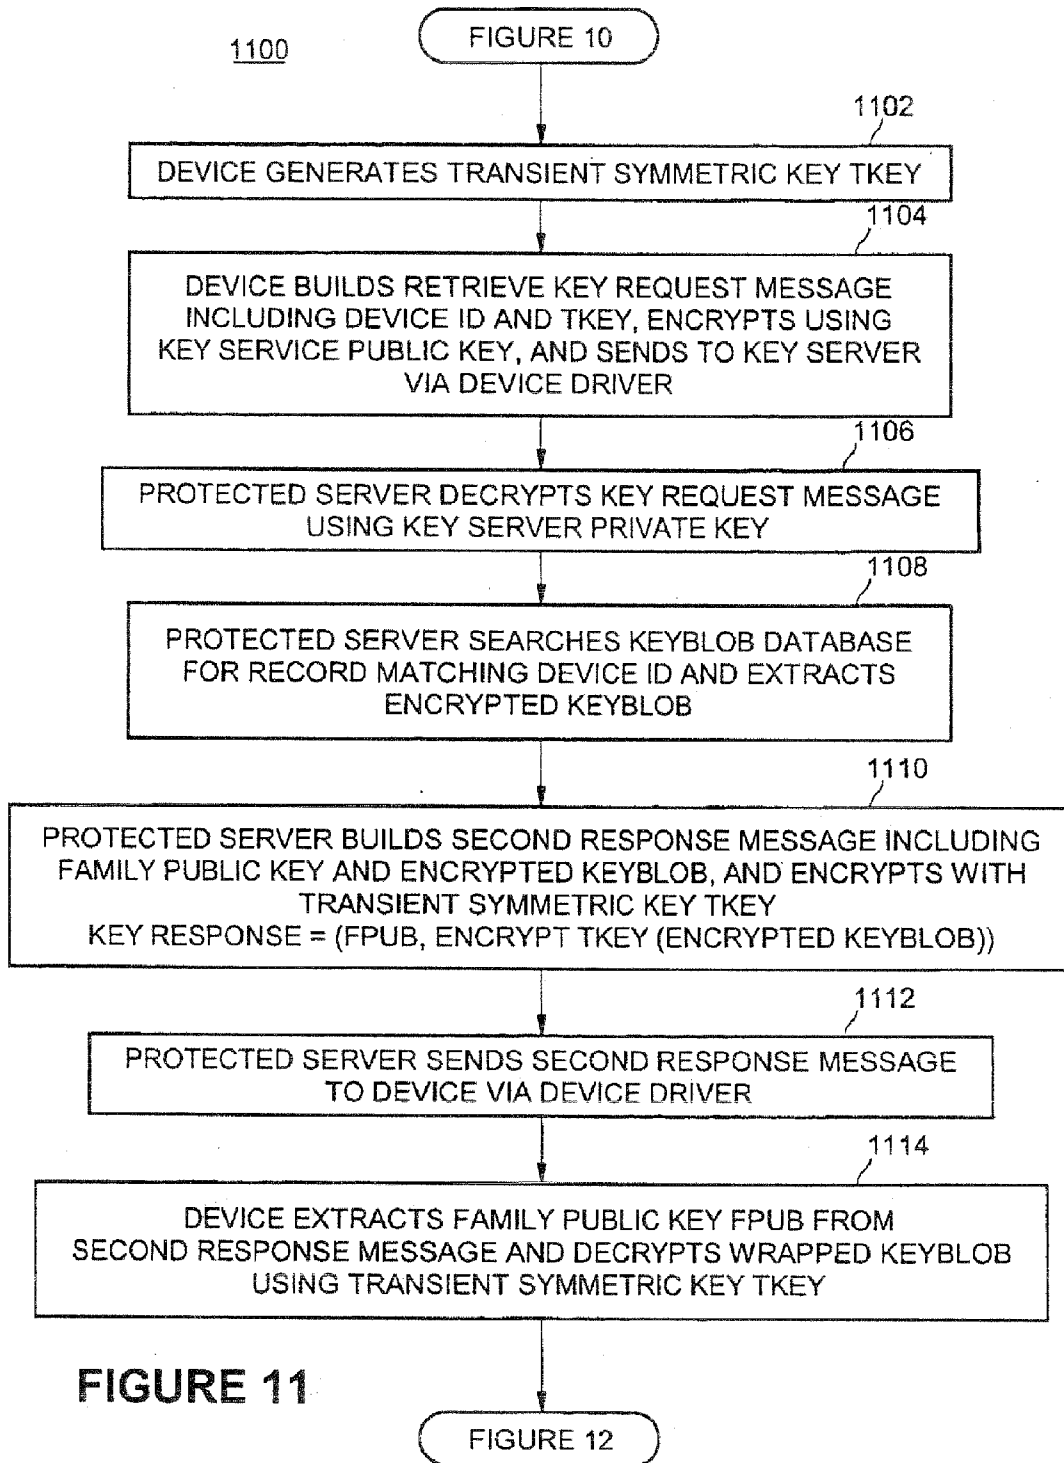 FIGURE 10
1100
1102
DEVICE GENERATES TRANSIENT SYMMETRIC KEY TKEY
1104
DEVICE BUILDS RETRIEVE KEY REQUEST MESSAGE
INCLUDING DEVICE ID AND TKEY, ENCRYPTS USING
KEY SERVICE PUBLIC KEY, AND SENDS TO KEY SERVER
VIA DEVICE DRIVER
1106
PROTECTED SERVER DECRYPTS KEY REQUEST MESSAGE
USING KEY SERVER PRIVATE KEY
1108
PROTECTED SERVER SEARCHES KEYBLOB DATABASE
FOR RECORD MATCHING DEVICE ID AND EXTRACTS
ENCRYPTED KEYBLOB
1110
PROTECTED SERVER BUILDS SECOND RESPONSE MESSAGE INCLUDING
FAMILY PUBLIC KEY AND ENCRYPTED KEYBLOB, AND ENCRYPTS WITH
TRANSIENT SYMMETRIC KEY TKEY
KEY RESPONSE = (FPUB, ENCRYPT TKEY (ENCRYPTED KEYBLOB))
1112
PROTECTED SERVER SENDS SECOND RESPONSE MESSAGE
TO DEVICE VIA DEVICE DRIVER
1114
DEVICE EXTRACTS FAMILY PUBLIC KEY FPUB FROM
SECOND RESPONSE MESSAGE AND DECRYPTS WRAPPED KEYBLOB
USING TRANSIENT SYMMETRIC KEY TKEY
FIGURE 11
FIGURE 12